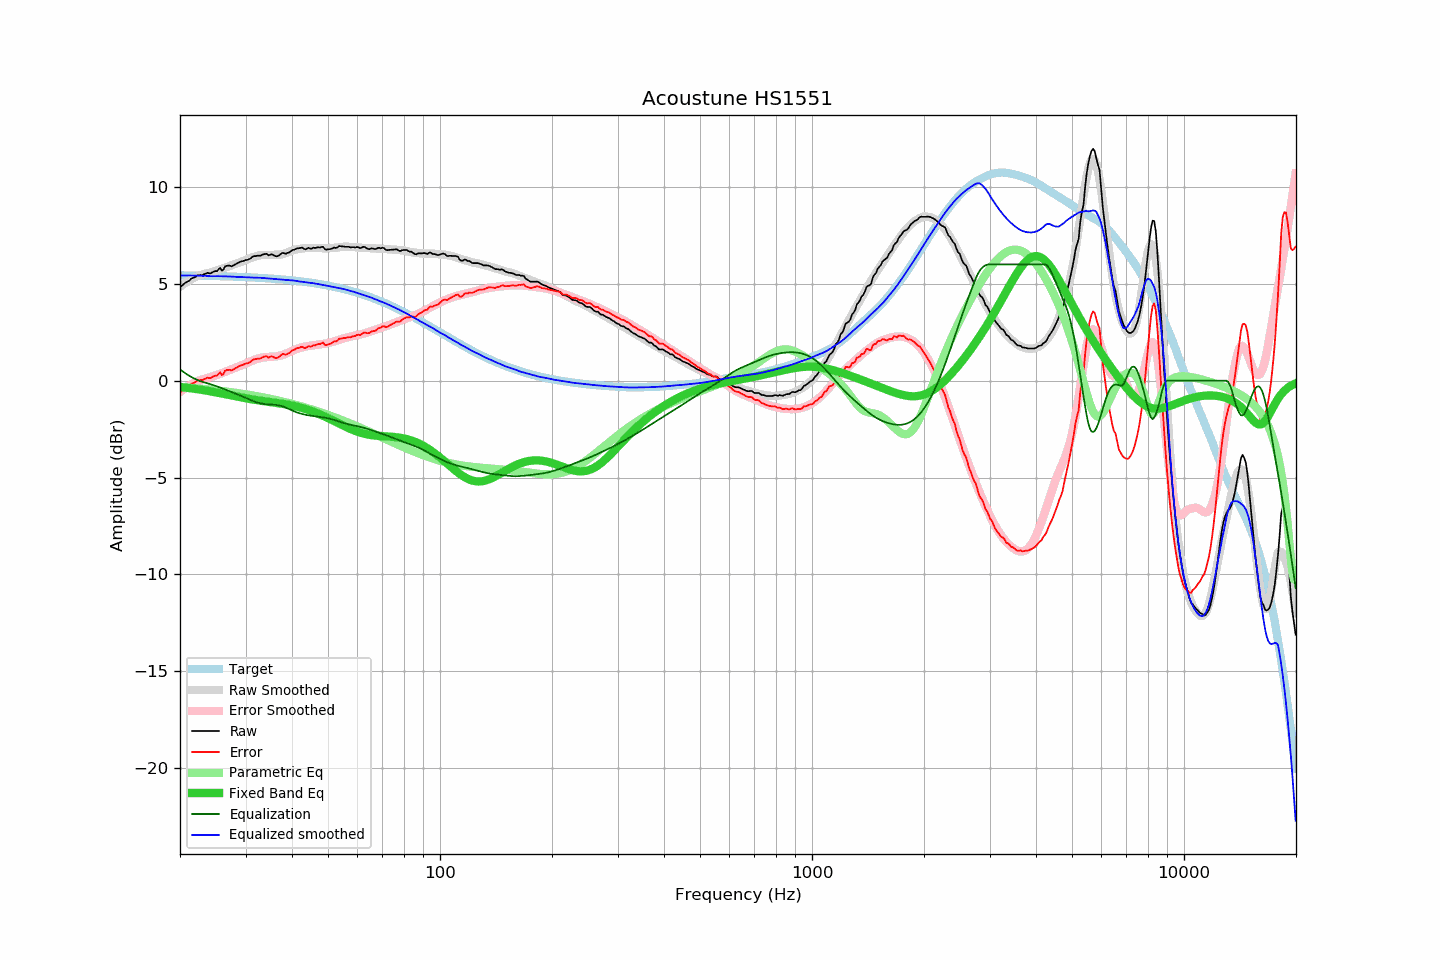 Acoustune HS1551
Amplitude (dBr)
10
5
0
−5
−10
−15
−20
Target
Raw Smoothed
Error Smoothed
Raw
Error
Parametric Eq
Fixed Band Eq
Equalization
Equalized smoothed
100
1000
10000
Frequency (Hz)